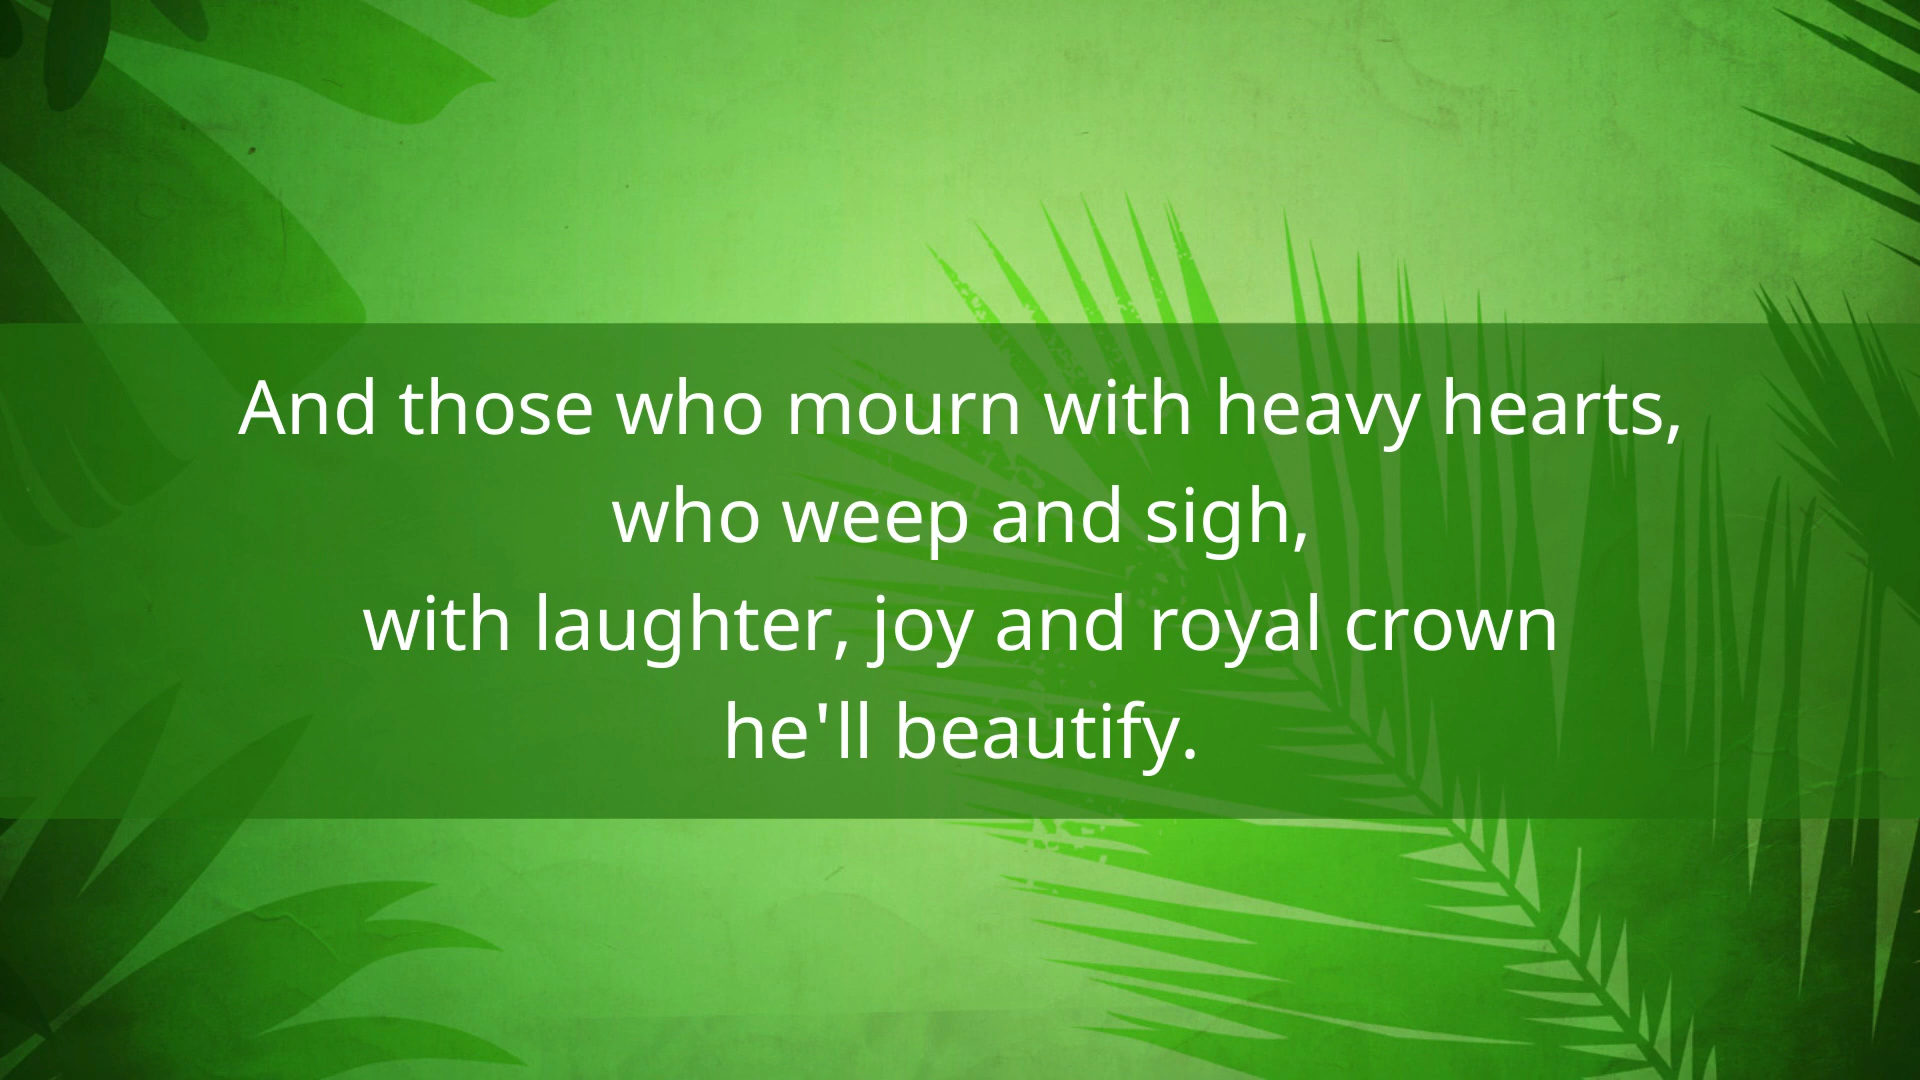 And those who mourn with heavy hearts,
who weep and sigh,
with laughter, joy and royal crown
he'll beautify.